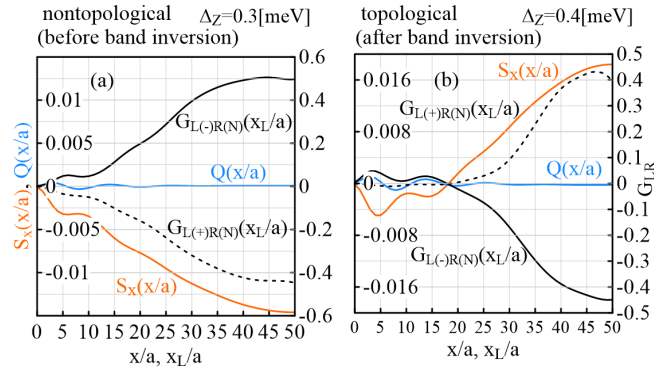 nontopological Δ_Z=0.3[meV]
(before band inversion)
topological Δ_Z=0.4[meV]
(after band inversion)
S_x(x/a), Q(x/a)
(a)
0.01
0.005
0
-0.005
-0.01
G_L(-)R(N)(x_L/a)
Q(x/a)
G_L(+)R(N)(x_L/a)
S_x(x/a)
0.6
0.4
0.2
0
-0.2
-0.4
-0.6
0 5 10 15 20 25 30 35 40 45 50
x/a, x_L/a
(b)
0.016
0.008
0
-0.008
-0.016
S_x(x/a)
G_L(+)R(N)(x_L/a)
Q(x/a)
G_L(-)R(N)(x_L/a)
0.5
0.4
0.3
0.2
0.1
0
-0.1
-0.2
-0.3
-0.4
-0.5
G_LR
0 5 10 15 20 25 30 35 40 45 50
x/a, x_L/a